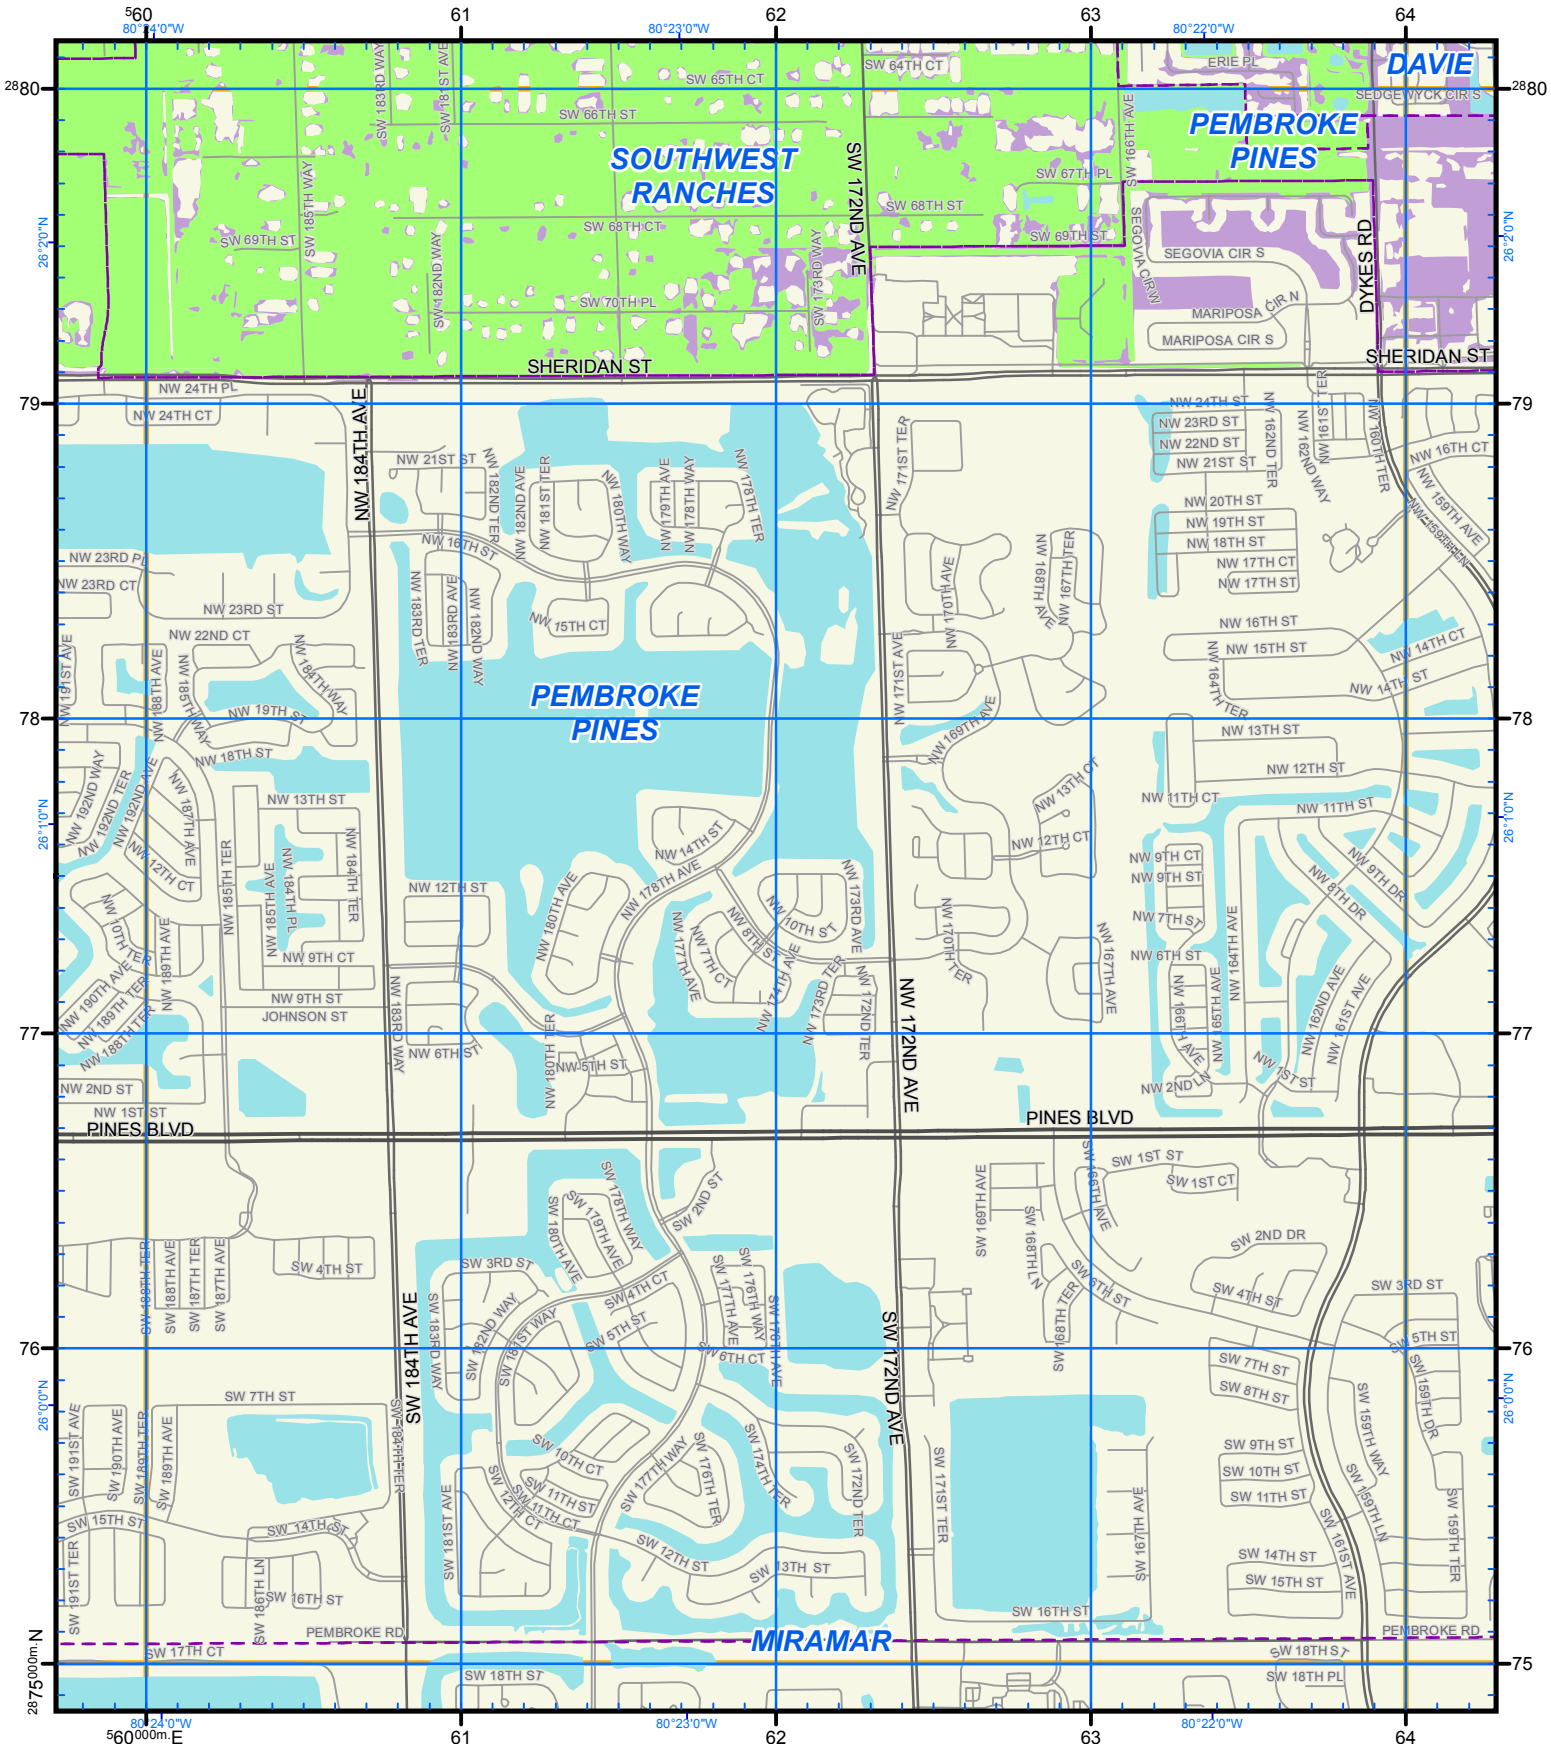 560 61 62 63 64
80°24'0"W 80°23'0"W 80°22'0"W
DAVIE
SW 64TH CT
ERIE PL
SW 65TH CT
2880
2880
SEDGEWYCK CIR S
SW 183RD WAY
SW 181ST AVE
SW 66TH ST
PEMBROKE
PINES
SW 166TH AVE
SOUTHWEST
RANCHES
SW 172ND AVE
SW 185TH WAY
SW 67TH PL
SW 68TH ST
SW 68TH CT
SW 69TH ST
SW 69TH ST
SW 182ND WAY
SW 173RD WAY
SEGOVIA CIR W
SEGOVIA CIR S
DYKES RD
26°2'0"N
26°2'0"N
SW 70TH PL
MARIPOSA CIR N
MARIPOSA CIR S
SHERIDAN ST
SHERIDAN ST
NW 24TH PL
NW 24TH CT
79
79
NW 184TH AVE
NW 24TH ST
NW 23RD ST
NW 22ND ST
NW 21ST ST
NW 162ND TER
NW 161ST TER
NW 162ND WAY
NW 160TH TER
NW 16TH CT
NW 171ST TER
NW 21ST ST
NW 182ND TER
NW 182ND AVE
NW 181ST TER
NW 180TH WAY
NW 179TH AVE
NW 178TH WAY
NW 178TH TER
NW 159TH AVE
NW 159TH LN
NW 20TH ST
NW 19TH ST
NW 18TH ST
NW 17TH CT
NW 17TH ST
NW 16TH ST
NW 23RD PL
NW 23RD CT
NW 23RD ST
NW 183RD TER
NW 183RD AVE
NW 182ND WAY
NW 15TH CT
NW 170TH AVE
NW 168TH AVE
NW 167TH TER
NW 22ND CT
NW 16TH ST
NW 15TH ST
NW 14TH CT
NW 14TH ST
NW 164TH TER
NW 191ST AVE
NW 188TH AVE
NW 185TH WAY
NW 184TH WAY
NW 171ST AVE
NW 169TH AVE
PEMBROKE
PINES
78
78
NW 19TH ST
NW 18TH ST
NW 13TH ST
NW 12TH ST
NW 192ND WAY
NW 192ND TER
NW 192ND AVE
NW 187TH AVE
NW 13TH ST
NW 13TH CT
NW 11TH CT
NW 11TH ST
26°1'0"N
26°1'0"N
NW 12TH CT
NW 14TH ST
NW 12TH CT
NW 9TH CT
NW 9TH ST
NW 9TH DR
NW 8TH DR
NW 185TH TER
NW 185TH AVE
NW 184TH PL
NW 184TH TER
NW 12TH ST
NW 180TH AVE
NW 178TH AVE
NW 173RD AVE
NW 10TH ST
NW 8TH ST
NW 7TH CT
NW 177TH AVE
NW 174TH AVE
NW 173RD TER
NW 172ND TER
NW 170TH TER
NW 167TH AVE
NW 7TH ST
NW 6TH ST
NW 164TH AVE
NW 165TH AVE
NW 166TH AVE
NW 162ND AVE
NW 161ST AVE
NW 10TH TER
NW 189TH AVE
NW 190TH AVE
NW 189TH TER
NW 188TH TER
NW 9TH CT
NW 9TH ST
JOHNSON ST
77
77
NW 183RD WAY
NW 6TH ST
NW 180TH TER
NW 5TH ST
NW 172ND AVE
NW 1ST ST
NW 2ND LN
NW 2ND ST
NW 1ST ST
PINES BLVD
PINES BLVD
SW 178TH WAY
SW 179TH AVE
SW 180TH AVE
SW 2ND ST
SW 169TH AVE
SW 168TH LN
SW 166TH AVE
SW 1ST ST
SW 1ST CT
SW 2ND DR
SW 188TH TER
SW 188TH AVE
SW 187TH TER
SW 187TH AVE
SW 4TH ST
SW 3RD ST
SW 4TH CT
SW 5TH ST
SW 177TH AVE
SW 176TH WAY
SW 176TH AVE
SW 6TH CT
SW 6TH ST
SW 168TH TER
SW 4TH ST
SW 3RD ST
SW 5TH ST
SW 184TH AVE
SW 183RD WAY
SW 182ND WAY
SW 181ST WAY
SW 172ND AVE
76
76
SW 7TH ST
SW 8TH ST
SW 159TH DR
26°0'0"N
26°0'0"N
SW 7TH ST
SW 191ST AVE
SW 190TH AVE
SW 189TH TER
SW 189TH AVE
SW 184TH TER
SW 10TH CT
SW 11TH ST
SW 11TH CT
SW 12TH CT
SW 177TH WAY
SW 176TH TER
SW 174TH TER
SW 172ND TER
SW 171ST TER
SW 167TH AVE
SW 9TH ST
SW 10TH ST
SW 11TH ST
SW 159TH WAY
SW 159TH LN
SW 159TH TER
SW 161ST AVE
SW 15TH ST
SW 14TH ST
SW 181ST AVE
SW 12TH ST
SW 13TH ST
SW 14TH ST
SW 15TH ST
SW 191ST TER
SW 186TH LN
SW 16TH ST
SW 16TH ST
PEMBROKE RD
MIRAMAR
PEMBROKE RD
SW 17TH CT
SW 18TH ST
SW 18TH ST
SW 18TH PL
2875000m.N
75
80°24'0"W 80°23'0"W 80°22'0"W
560000m.E 61 62 63 64